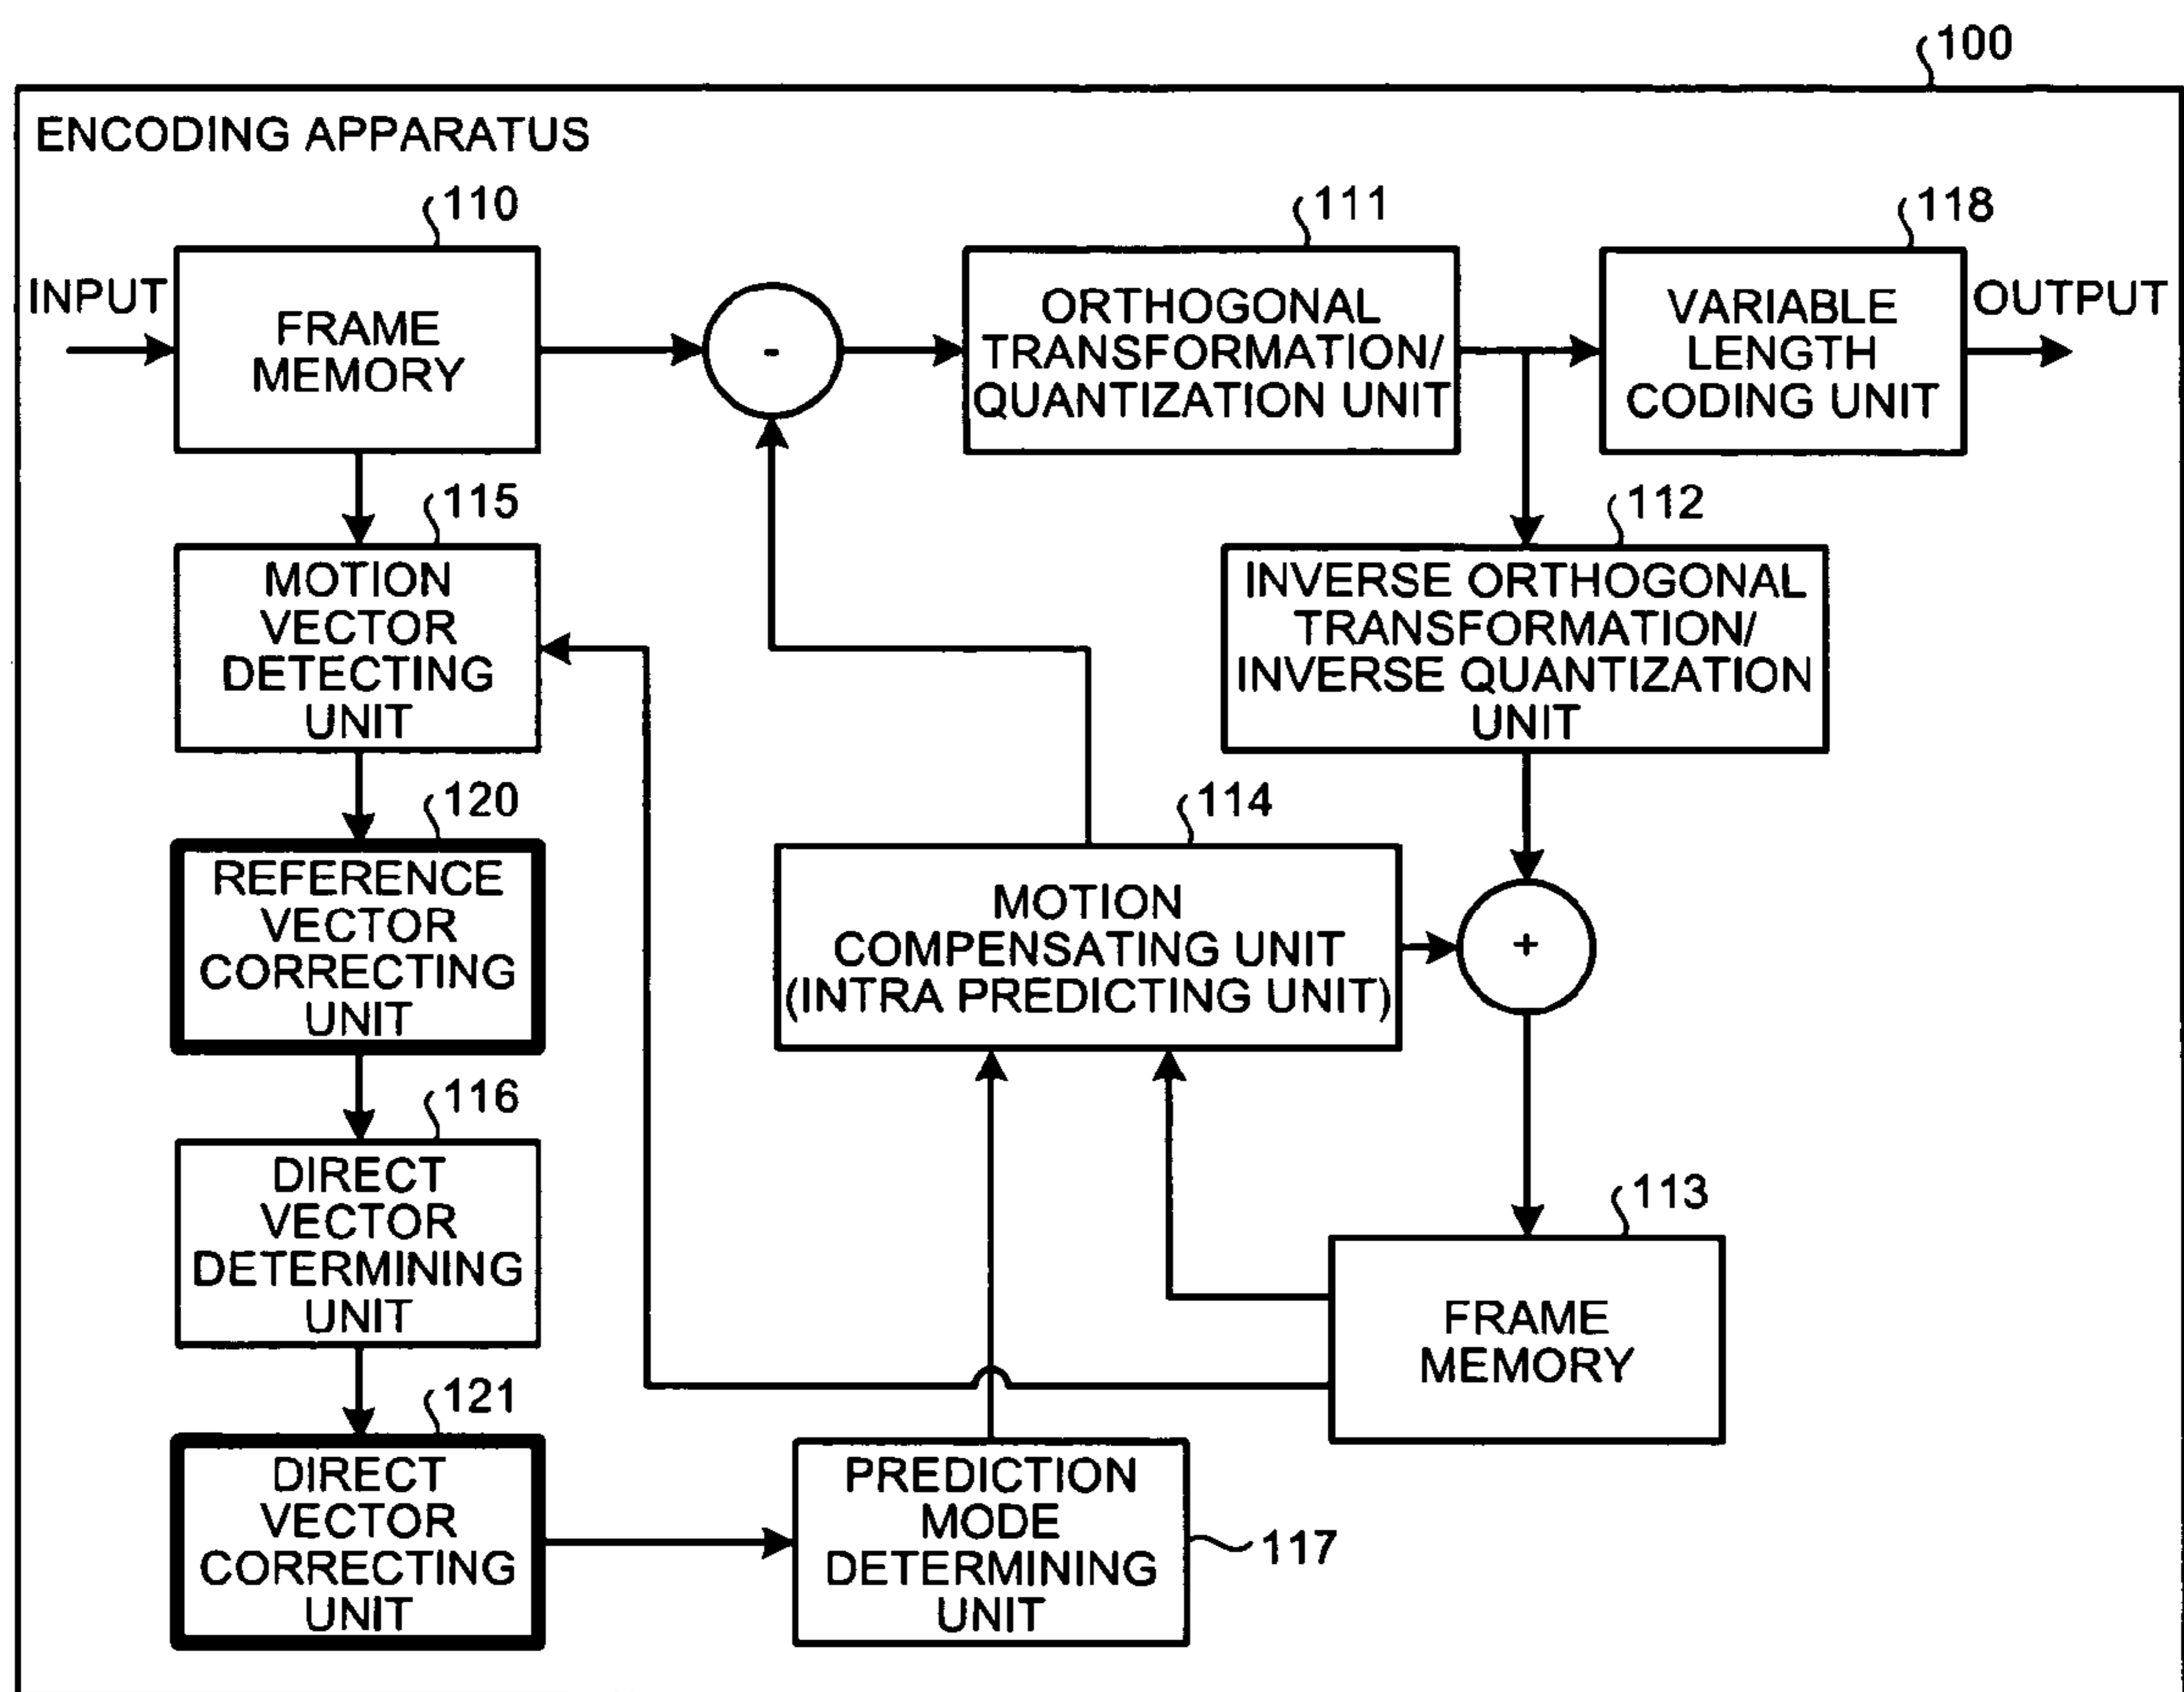 100
ENCODING APPARATUS
110
111
118
INPUT
FRAME
MEMORY
-
ORTHOGONAL
TRANSFORMATION/
QUANTIZATION UNIT
VARIABLE
LENGTH
CODING UNIT
OUTPUT
115
112
MOTION
VECTOR
DETECTING
UNIT
INVERSE ORTHOGONAL
TRANSFORMATION/
INVERSE QUANTIZATION
UNIT
120
114
REFERENCE
VECTOR
CORRECTING
UNIT
MOTION
COMPENSATING UNIT
(INTRA PREDICTING UNIT)
+
116
113
DIRECT
VECTOR
DETERMINING
UNIT
FRAME
MEMORY
121
DIRECT
VECTOR
CORRECTING
UNIT
PREDICTION
MODE
DETERMINING
UNIT
117